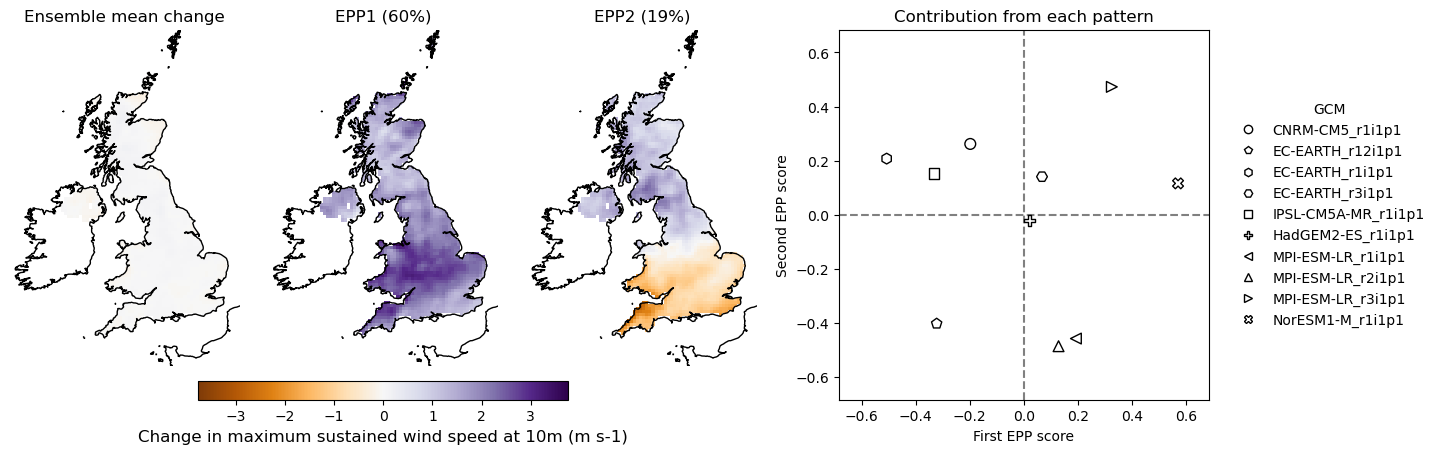 Ensemble mean change
EPP1 (60%)
EPP2 (19%)
−3 −2 −1 0 1 2 3
Change in maximum sustained wind speed at 10m (m s-1)
Contribution from each pattern
Second EPP score
0.6
0.4
0.2
0.0
−0.2
−0.4
−0.6
−0.6 −0.4 −0.2 0.0 0.2 0.4 0.6
First EPP score
GCM
CNRM-CM5_r1i1p1
EC-EARTH_r12i1p1
EC-EARTH_r1i1p1
EC-EARTH_r3i1p1
IPSL-CM5A-MR_r1i1p1
HadGEM2-ES_r1i1p1
MPI-ESM-LR_r1i1p1
MPI-ESM-LR_r2i1p1
MPI-ESM-LR_r3i1p1
NorESM1-M_r1i1p1